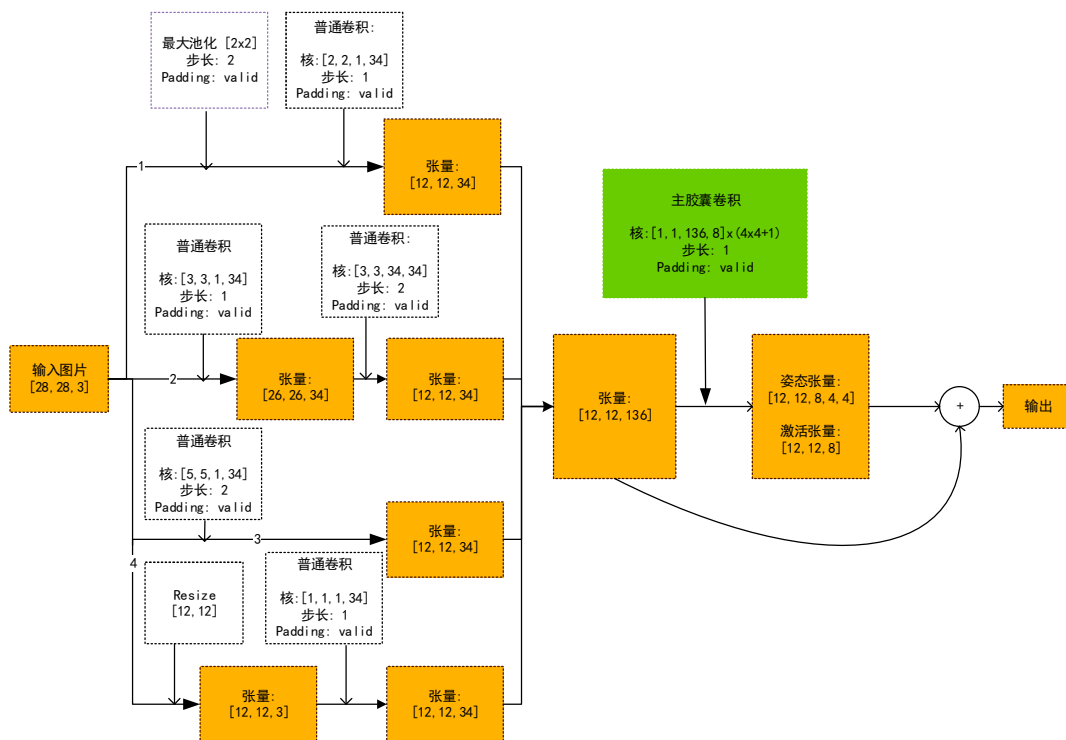 最大池化 [2x2]
步长: 2
Padding: valid
普通卷积:
核:[2,2,1,34]
步长: 1
Padding: valid
1
张量:
[12,12,34]
普通卷积
核:[3,3,1,34]
步长: 1
Padding: valid
普通卷积:
核:[3,3,34,34]
步长: 2
Padding: valid
主胶囊卷积
核:[1,1,136,8]x(4x4+1)
步长: 1
Padding: valid
输入图片
[28,28,3]
2
张量:
[26,26,34]
张量:
[12,12,34]
张量:
[12,12,136]
姿态张量:
[12,12,8,4,4]
激活张量:
[12,12,8]
+
输出
普通卷积
核:[5,5,1,34]
步长: 2
Padding: valid
3
张量:
[12,12,34]
4
Resize
[12,12]
普通卷积
核:[1,1,1,34]
步长: 1
Padding: valid
张量:
[12,12,3]
张量:
[12,12,34]